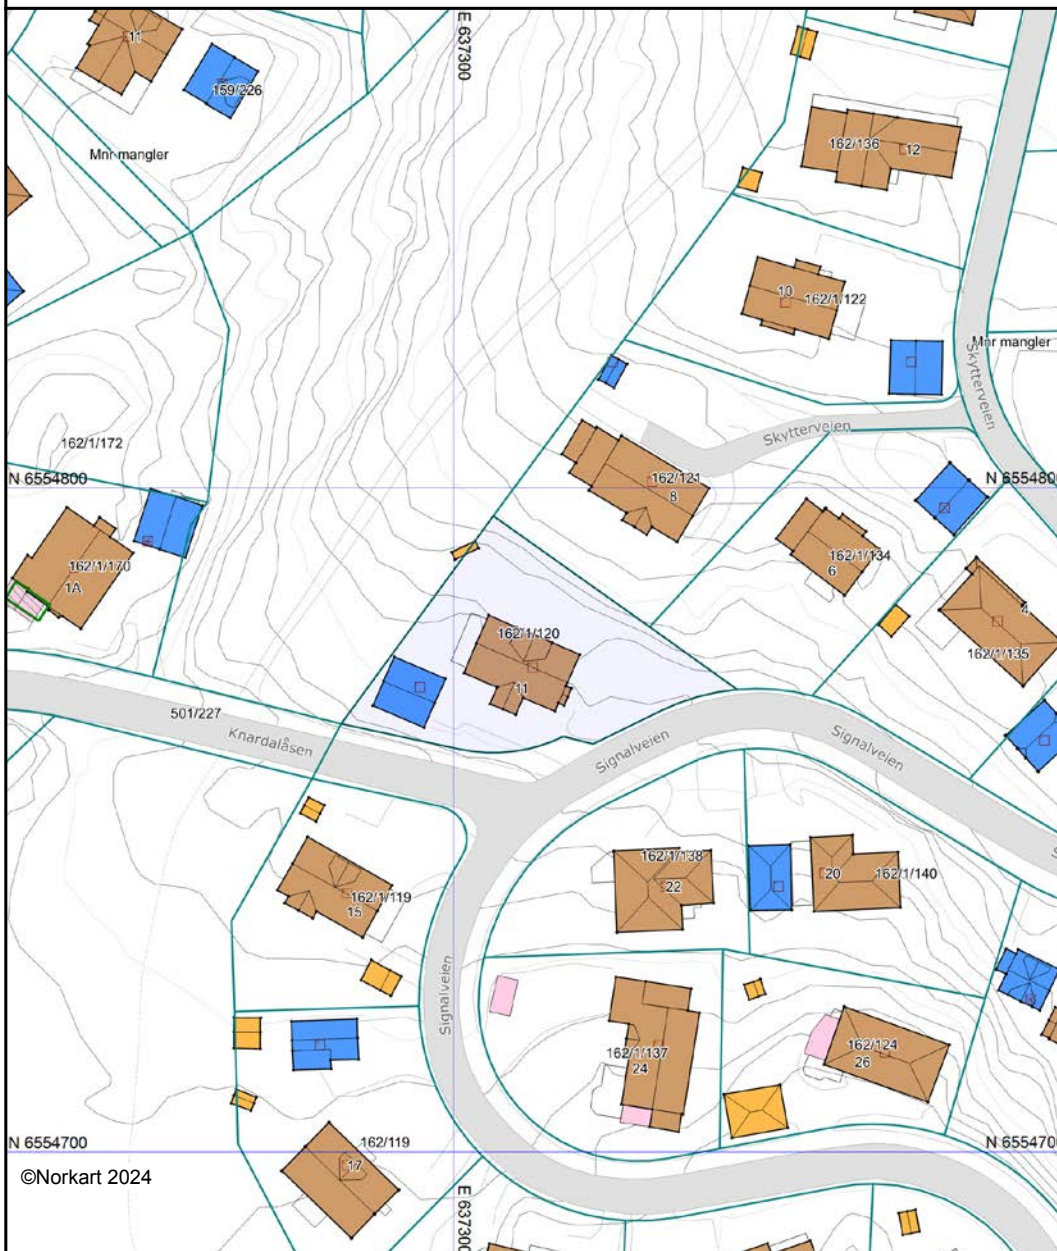 11
159/226
E 637300
Mnr mangler
162/136
12
10
162/1/122
Mnr mangler
Skytterveien
162/1/172
Skytterveien
N 6554800
162/121
8
N 655480
162/1/134
6
162/1/170
1A
162/1/120
11
4
162/1/135
501/227
Knardalåsen
Signalveien
Signalveien
162/1/138
22
20
162/1/140
162/1/119
15
Signalveien
162/1/137
24
162/124
26
N 6554700
162/119
17
N 655470
©Norkart 2024
E 637300